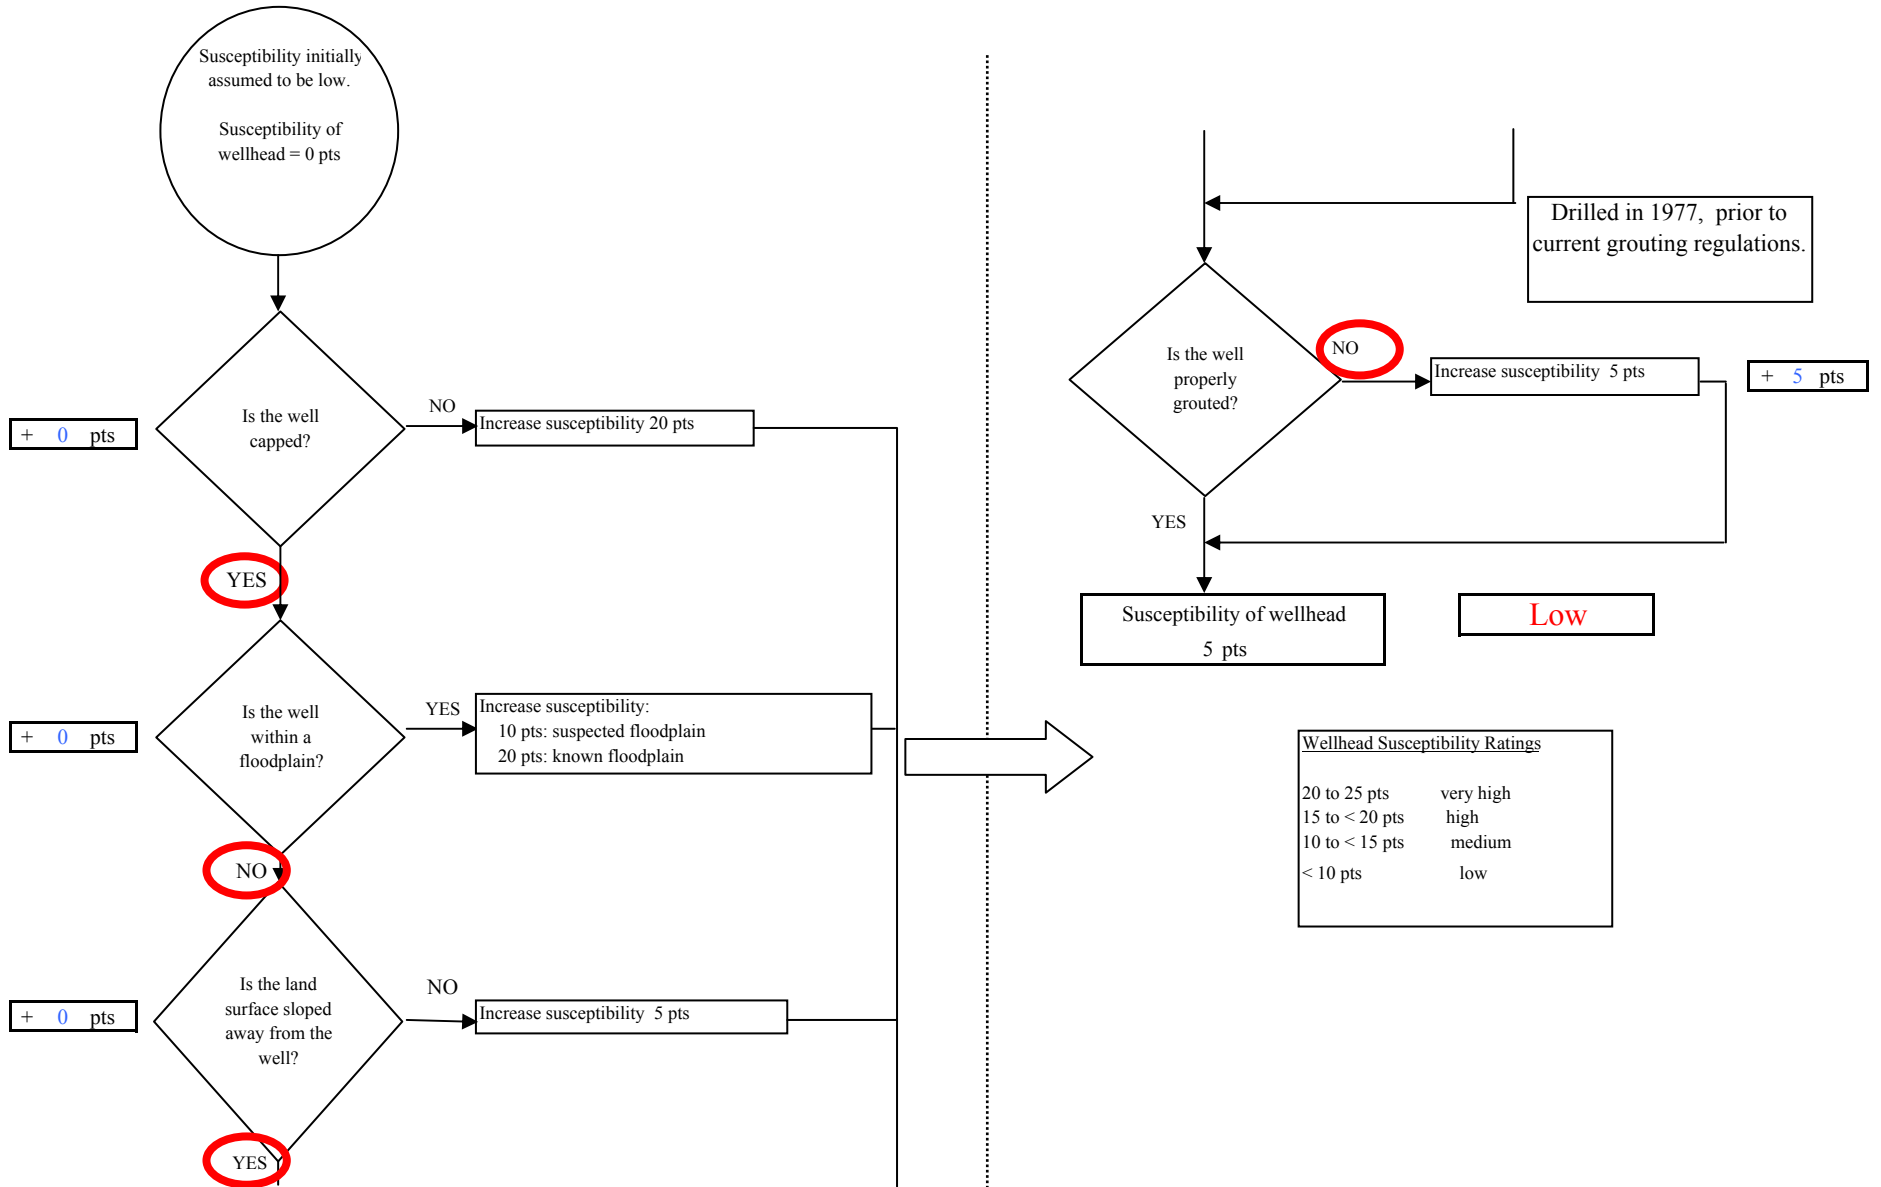 Susceptibility initially
assumed to be low.
Susceptibility of
wellhead = 0 pts
Is the well
capped?
NO
Increase susceptibility 20 pts
+ 0 pts
YES
Is the well
within a
floodplain?
YES
Increase susceptibility:
10 pts: suspected floodplain
20 pts: known floodplain
+ 0 pts
NO
Is the land
surface sloped
away from the
well?
NO
Increase susceptibility 5 pts
+ 0 pts
YES
Drilled in 1977, prior to
current grouting regulations.
Is the well
properly
grouted?
NO
Increase susceptibility 5 pts
+ 5 pts
YES
Susceptibility of wellhead
5 pts
Low
Wellhead Susceptibility Ratings
20 to 25 pts very high
15 to < 20 pts high
10 to < 15 pts medium
< 10 pts low